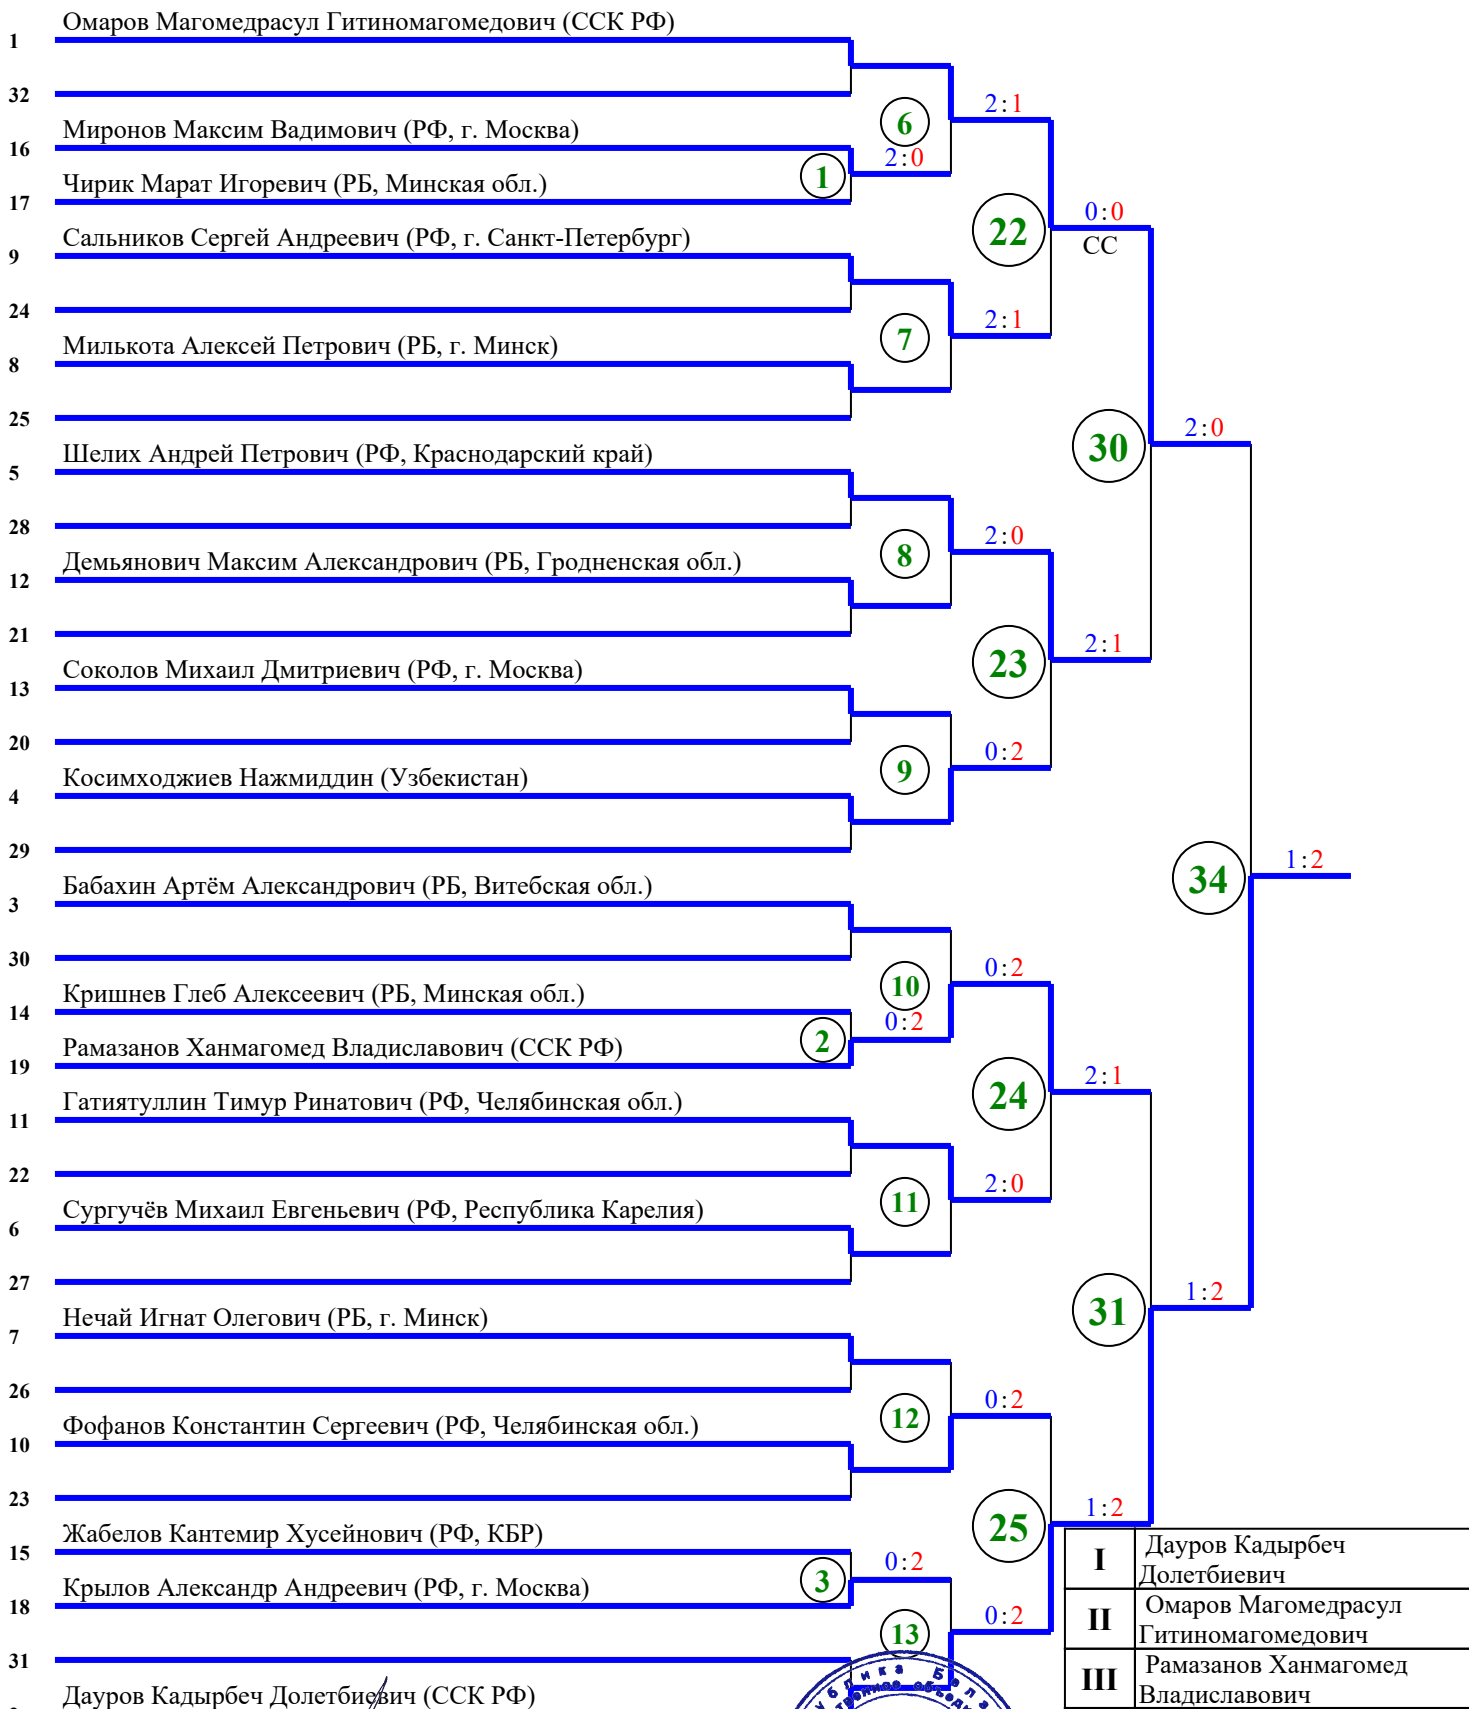 Омаров Магомедрасул Гитиномагомедович (ССК РФ)
1
32
2:1
6
Миронов Максим Вадимович (РФ, г. Москва)
16
2:0
1
Чирик Марат Игоревич (РБ, Минская обл.)
17
0:0
22
Сальников Сергей Андреевич (РФ, г. Санкт-Петербург)
СС
9
24
2:1
7
Милькота Алексей Петрович (РБ, г. Минск)
8
25
2:0
30
Шелих Андрей Петрович (РФ, Краснодарский край)
5
28
2:0
8
Демьянович Максим Александрович (РБ, Гродненская обл.)
12
21
2:1
23
Соколов Михаил Дмитриевич (РФ, г. Москва)
13
20
0:2
9
Косимходжиев Нажмиддин (Узбекистан)
4
29
1:2
34
Бабахин Артём Александрович (РБ, Витебская обл.)
3
30
0:2
10
Кришнев Глеб Алексеевич (РБ, Минская обл.)
14
0:2
2
Рамазанов Ханмагомед Владиславович (ССК РФ)
19
2:1
24
Гатиятуллин Тимур Ринатович (РФ, Челябинская обл.)
11
22
2:0
11
Сургучёв Михаил Евгеньевич (РФ, Республика Карелия)
6
27
1:2
31
Нечай Игнат Олегович (РБ, г. Минск)
7
26
0:2
12
Фофанов Константин Сергеевич (РФ, Челябинская обл.)
10
23
1:2
25
Жабелов Кантемир Хусейнович (РФ, КБР)
15
0:2
3
Крылов Александр Андреевич (РФ, г. Москва)
18
0:2
13
31
Дауров Кадырбеч Долетбиевич (ССК РФ)
I Дауров Кадырбеч
Долетбиевич
II Омаров Магомедрасул
Гитиномагомедович
III Рамазанов Ханмагомед
Владиславович